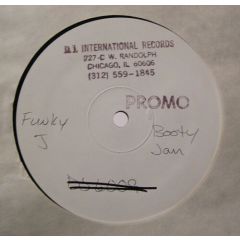 D.J. INTERNATIONAL RECORDS
727-C W. RANDOLPH
CHICAGO, IL 60606
(312) 559-1845
PROMO
Funky
J
Booty
Jam